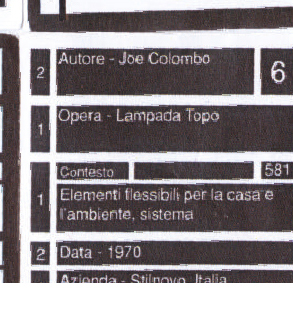 2 Autore - Joe Colombo 6
1 Opera - Lampada Topo
Contesto 581
1 Elementi flessibili per la casa e
l'ambiente, sistema
2 Data - 1970
Azienda - Stilnovo, Italia